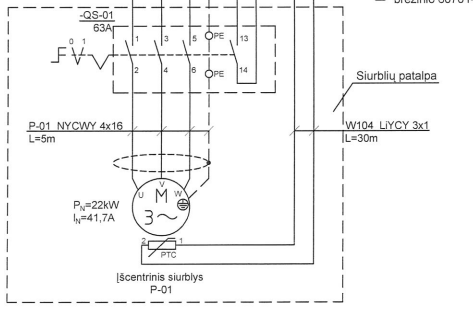 brėžinio
-QS-01
63A
0 1
1 3 5 PE 13
2 4 6 PE 14
Siurblių patalpa
P-01 NYCWY 4x16
L=5m
W104 LiYCY 3x1
L=30m
U V W
M
3~
PN=22kW
IN=41,7A
2 1
PTC
Išcentrinis siurblys
P-01